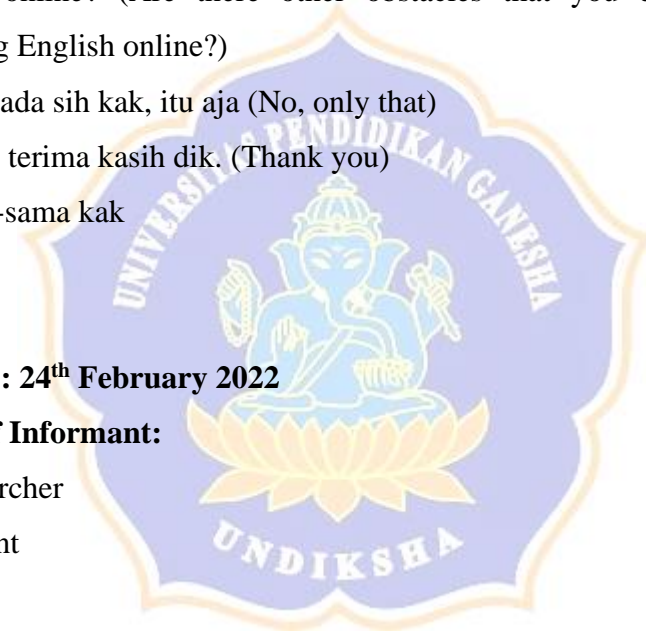 online? (Are there other obstacles that you
g English online?)
ada sih kak, itu aja (No, only that)
terima kasih dik. (Thank you)
-sama kak
: 24th February 2022
Informant:
rcher
nt
UNIVERSITAS PENDIDIKAN GANESHA
UNDIKSHA